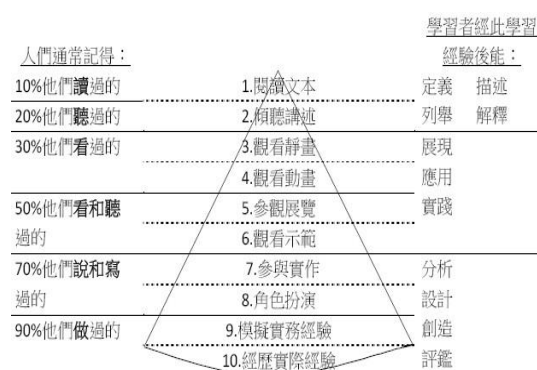 學習者經此學習
人們通常記得：
經驗後能：
10%他們讀過的
1.閱讀文本
定義 描述
20%他們聽過的
2.傾聽講述
列舉 解釋
30%他們看過的
3.觀看靜畫
展現
4.觀看動畫
應用
50%他們看和聽
5.參觀展覽
實踐
過的
6.觀看示範
70%他們說和寫
7.參與實作
分析
過的
8.角色扮演
設計
90%他們做過的
9.模擬實務經驗
創造
10.經歷實際經驗
評鑑